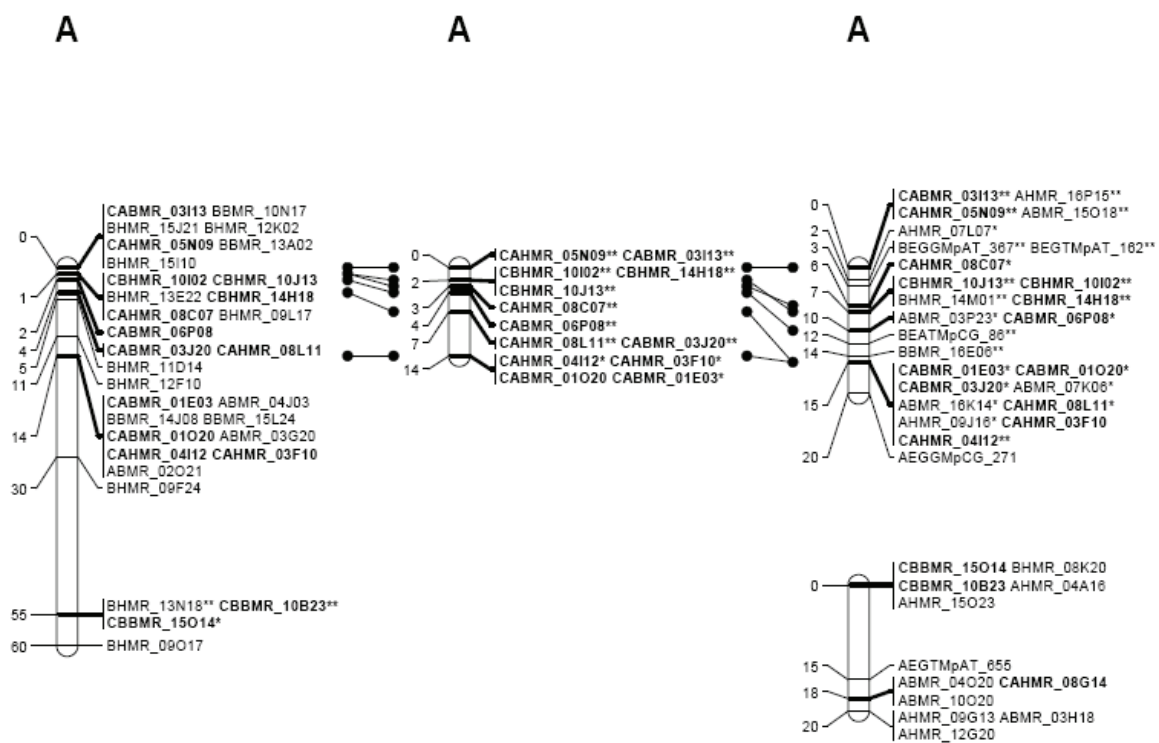 A
A
A
0
CABMR_03I13 BBMR_10N17
BHMR_15J21 BHMR_12K02
CAHMR_05N09 BBMR_13A02
BHMR_15I10
1
CBHMR_10I02 CBHMR_10J13
BHMR_13E22 CBHMR_14H18
CAHMR_08C07 BHMR_09L17
2
CABMR_06P08
4
CABMR_03J20 CAHMR_08L11
5
BHMR_11D14
11
BHMR_12F10
14
CABMR_01E03 ABMR_04J03
BBMR_14J08 BBMR_15L24
CABMR_01O20 ABMR_03G20
CAHMR_04I12 CAHMR_03F10
ABMR_02O21
30
BHMR_09F24
55
BHMR_13N18** CBBMR_10B23**
CBBMR_15O14*
60
BHMR_09O17
0
CAHMR_05N09** CABMR_03I13**
2
CBHMR_10I02** CBHMR_14H18**
CBHMR_10J13**
3
CAHMR_08C07**
4
CABMR_06P08**
7
CAHMR_08L11** CABMR_03J20**
14
CAHMR_04I12* CAHMR_03F10*
CABMR_01O20 CABMR_01E03*
0
CABMR_03I13** AHMR_16P15**
CAHMR_05N09** ABMR_15O18**
2
AHMR_07L07*
3
BEGGMpAT_367** BEGTMpAT_162**
6
CAHMR_08C07*
7
CBHMR_10J13** CBHMR_10I02**
BHMR_14M01** CBHMR_14H18**
10
ABMR_03P23* CABMR_06P08*
12
BEATMpCG_86**
14
BBMR_16E06**
15
CABMR_01E03* CABMR_01O20*
CABMR_03J20* ABMR_07K06*
ABMR_16K14* CAHMR_08L11*
AHMR_09J16* CAHMR_03F10
CAHMR_04I12**
20
AEGGMpCG_271
0
CBBMR_15O14 BHMR_08K20
CBBMR_10B23 AHMR_04A16
AHMR_15O23
15
AEGTMpAT_655
18
ABMR_04O20 CAHMR_08G14
ABMR_10O20
20
AHMR_09G13 ABMR_03H18
AHMR_12G20